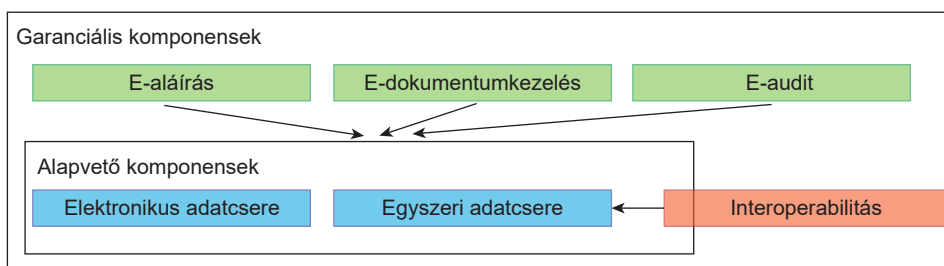 Garanciális komponensek
E-aláírás
E-dokumentumkezelés
E-audit
Alapvető komponensek
Elektronikus adatcsere
Egyszeri adatcsere
Interoperabilitás